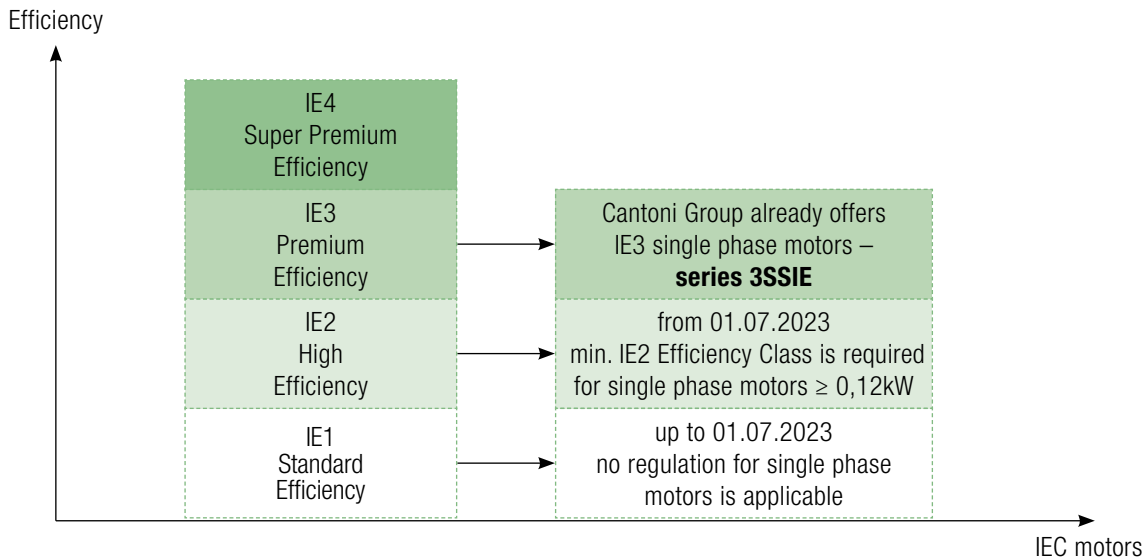 Efficiency
IE4
Super Premium
Efficiency
IE3
Premium
Efficiency
Cantoni Group already offers
IE3 single phase motors –
series 3SSIE
IE2
High
Efficiency
from 01.07.2023
min. IE2 Efficiency Class is required
for single phase motors ≥ 0,12kW
IE1
Standard
Efficiency
up to 01.07.2023
no regulation for single phase
motors is applicable
IEC motors